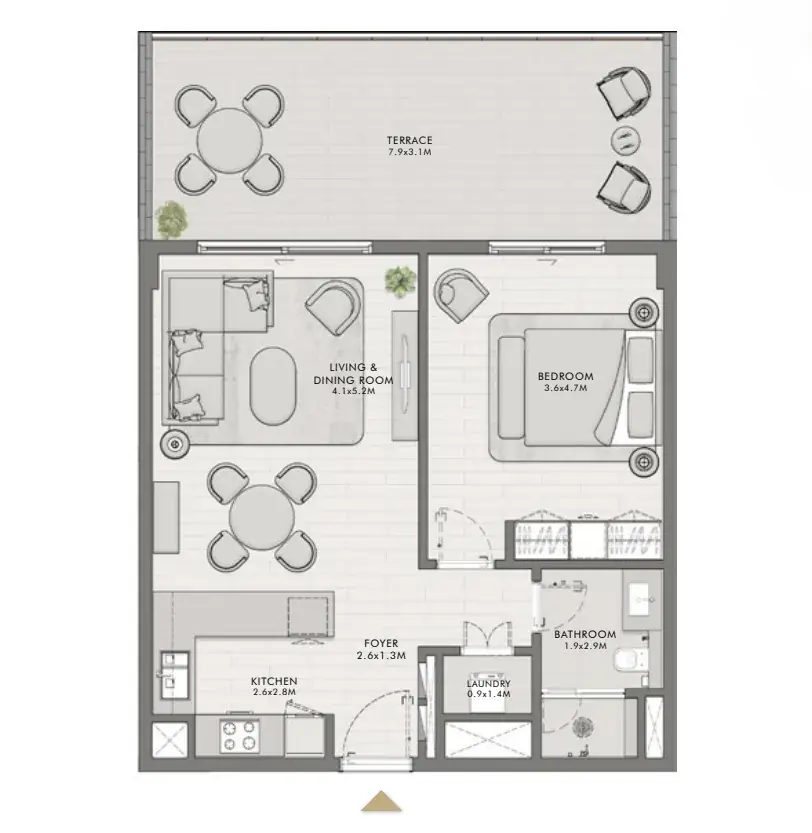 TERRACE
7.9x3.1M
LIVING &
DINING ROOM
4.1x5.2M
BEDROOM
3.6x4.7M
FOYER
2.6x1.3M
BATHROOM
1.9x2.9M
KITCHEN
2.6x2.8M
LAUNDRY
0.9x1.4M